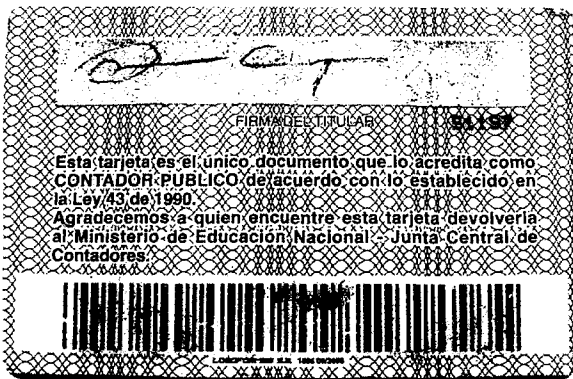 FIRMA DEL TITULAR
Esta tarjeta es el único documento que lo acredita como
CONTADOR PUBLICO de acuerdo con lo establecido en
la Ley 43 de 1990.
Agradecemos a quien encuentre esta tarjeta devolverla
al Ministerio de Educación Nacional - Junta Central de
Contadores.